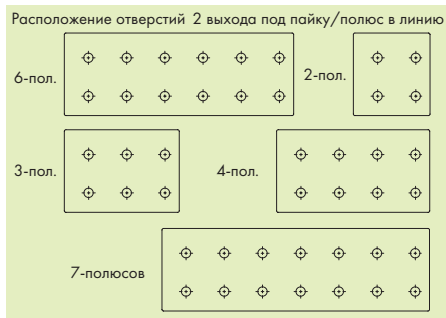 Расположение отверстий 2 выхода под пайку/полюс в линию
6-пол.
2-пол.
3-пол.
4-пол.
7-полюсов